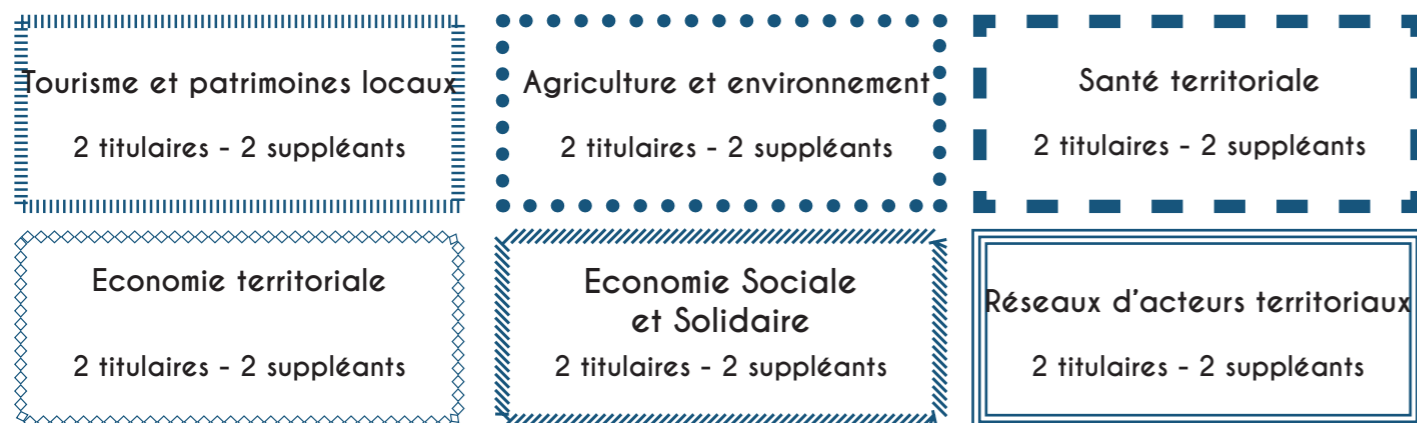 Tourisme et patrimoines locaux
2 titulaires - 2 suppléants
Agriculture et environnement
2 titulaires - 2 suppléants
Santé territoriale
2 titulaires - 2 suppléants
Economie territoriale
2 titulaires - 2 suppléants
Economie Sociale
et Solidaire
2 titulaires - 2 suppléants
Réseaux d'acteurs territoriaux
2 titulaires - 2 suppléants